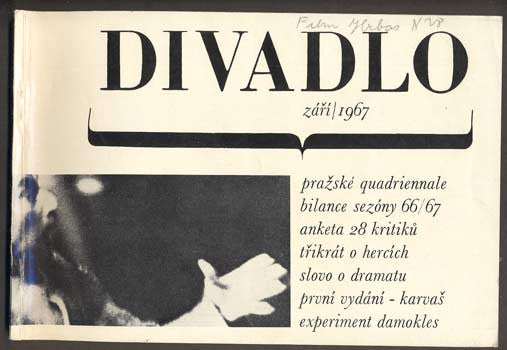 Film
DIVADLO
září|1967
pražské quadriennale
bilance sezóny 66/67
anketa 28 kritiků
třikrát o hercích
slovo o dramatu
první vydání - karvaš
experiment damokles